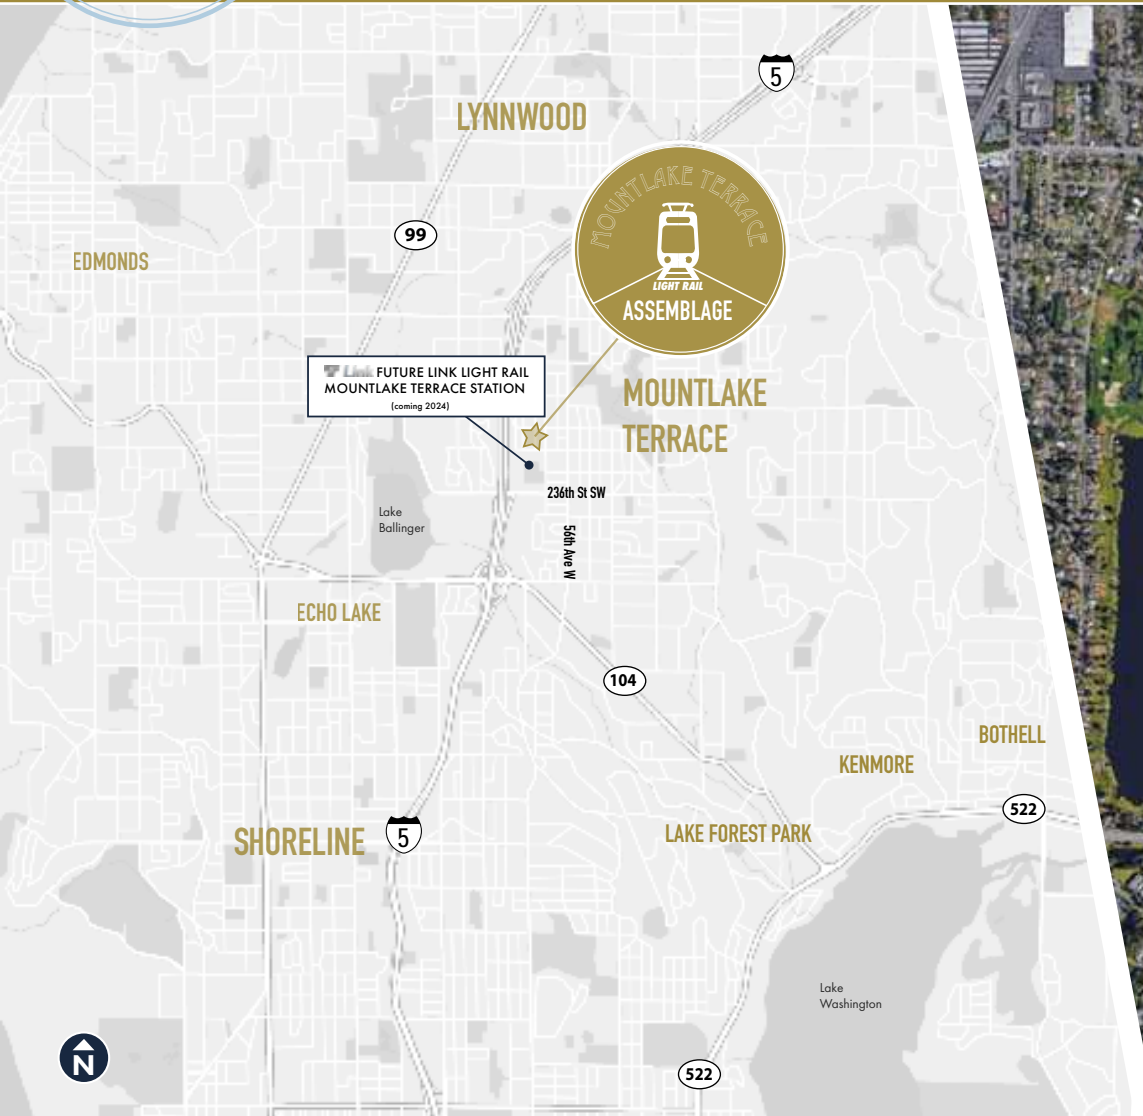 5
LYNNWOOD
MOUNTLAKE TERRACE
LIGHT RAIL
ASSEMBLAGE
99
EDMONDS
Link FUTURE LINK LIGHT RAIL
MOUNTLAKE TERRACE STATION
(coming 2024)
MOUNTLAKE
TERRACE
236th St SW
Lake
Ballinger
56th Ave W
ECHO LAKE
104
BOTHELL
KENMORE
522
SHORELINE
5
LAKE FOREST PARK
Lake
Washington
N
522